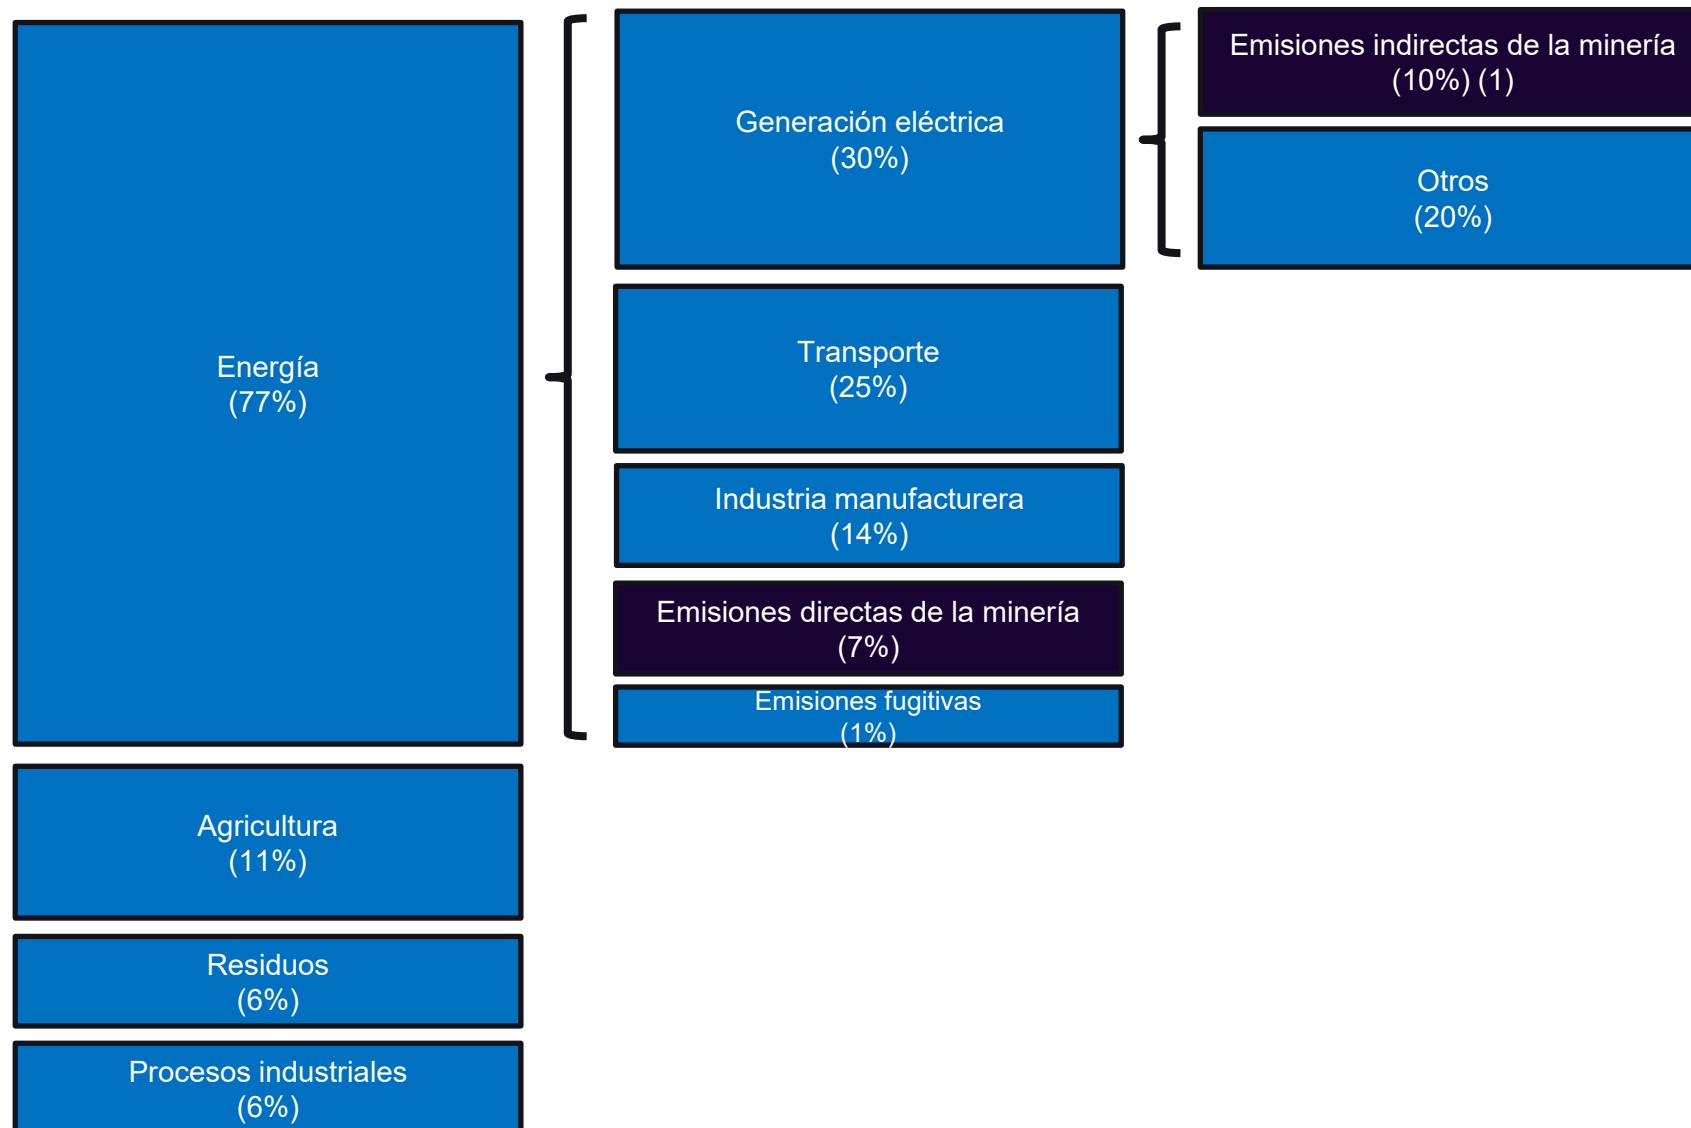 Energía
(77%)
Agricultura
(11%)
Residuos
(6%)
Procesos industriales
(6%)
Generación eléctrica
(30%)
Transporte
(25%)
Industria manufacturera
(14%)
Emisiones directas de la minería
(7%)
Emisiones fugitivas
(1%)
Emisiones indirectas de la minería
(10%) (1)
Otros
(20%)